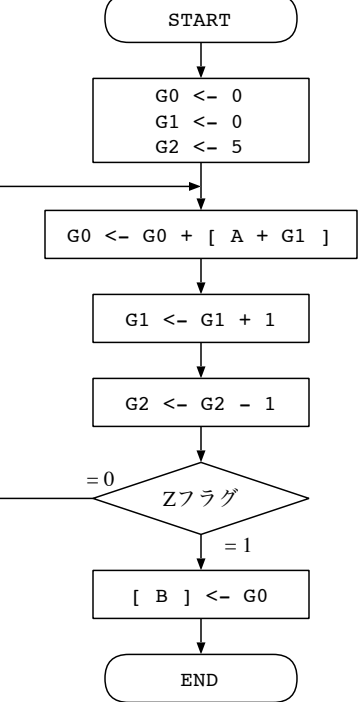 START
G0 <- 0
G1 <- 0
G2 <- 5
G0 <- G0 + [ A + G1 ]
G1 <- G1 + 1
G2 <- G2 - 1
= 0
Zフラグ
= 1
[ B ] <- G0
END